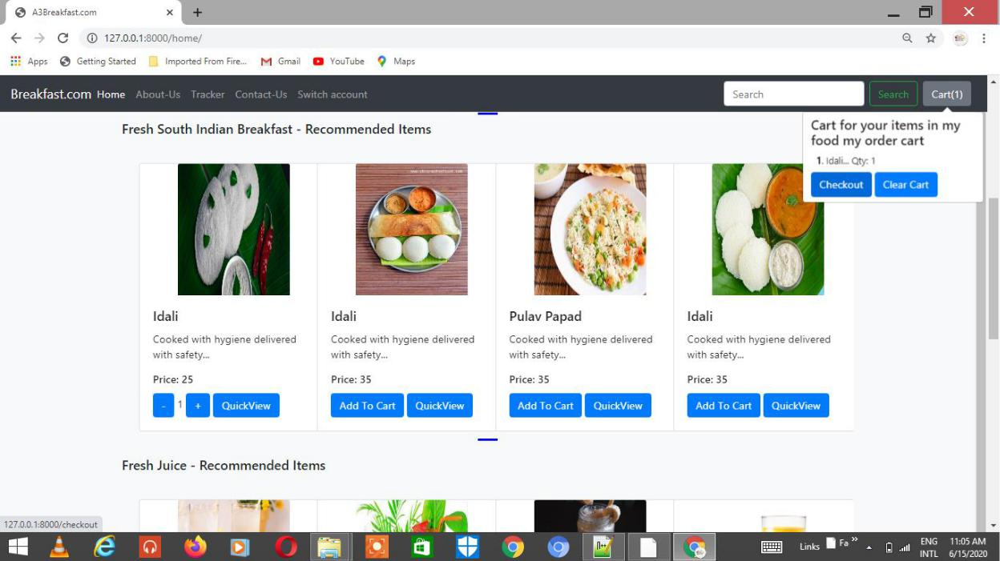 A3Breakfast.com
127.0.0.1:8000/home/
Apps Getting Started Imported From Fire... Gmail YouTube Maps
Breakfast.com Home About-Us Tracker Contact-Us Switch account Search Search Cart(1)
Fresh South Indian Breakfast - Recommended Items
Cart for your items in my
food my order cart
1. Idali... Qty: 1
Checkout Clear Cart
Idali Idali Pulav Papad Idali
Cooked with hygiene delivered Cooked with hygiene delivered Cooked with hygiene delivered Cooked with hygiene delivered
with safety... with safety... with safety... with safety...
Price: 25 Price: 35 Price: 35 Price: 35
- 1 + QuickView Add To Cart QuickView Add To Cart QuickView Add To Cart QuickView
Fresh Juice - Recommended Items
127.0.0.1:8000/checkout
Links Fa » ENG 11:05 AM
INTL 6/15/2020